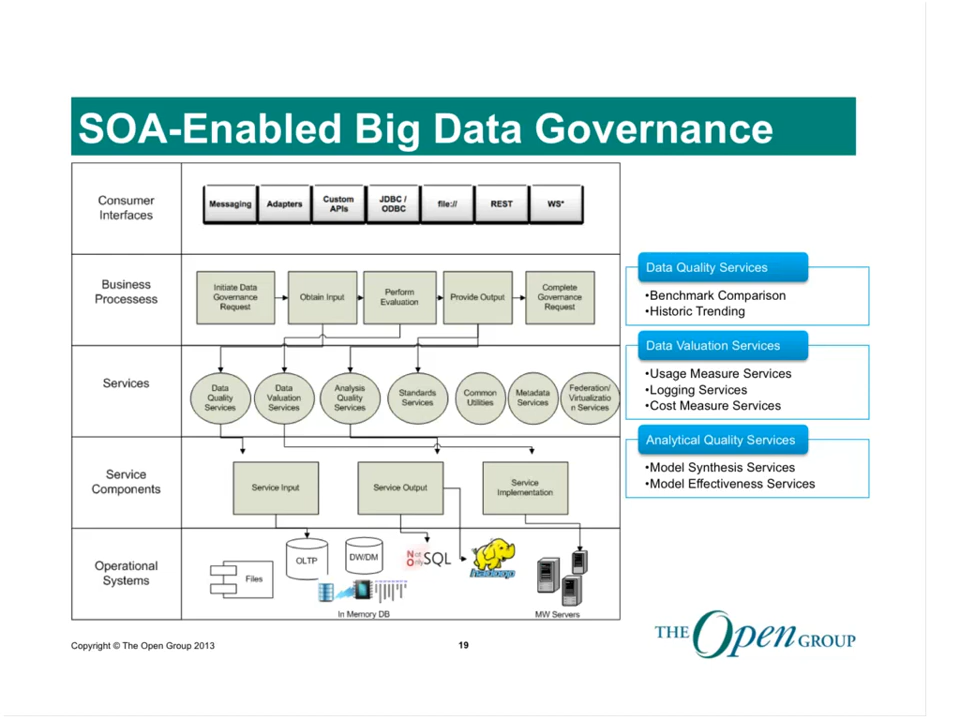 SOA-Enabled Big Data Governance
Consumer
Interfaces
Messaging
Adapters
Custom
APIs
JDBC /
ODBC
file://
REST
WS*
Business
Processess
Initiate Data
Governance
Request
Obtain Input
Perform
Evaluation
Provide Output
Complete
Governance
Request
Services
Data
Quality
Services
Data
Valuation
Services
Analysis
Quality
Services
Standards
Services
Common
Utilities
Metadata
Services
Federation/
Virtualizatio
n Services
Service
Components
Service Input
Service Output
Service
Implementation
Operational
Systems
Files
OLTP
DW/DM
In Memory DB
Not
Only
SQL
hadoop
MW Servers
Data Quality Services
•Benchmark Comparison
•Historic Trending
Data Valuation Services
•Usage Measure Services
•Logging Services
•Cost Measure Services
Analytical Quality Services
•Model Synthesis Services
•Model Effectiveness Services
Copyright © The Open Group 2013
19
THE Open GROUP